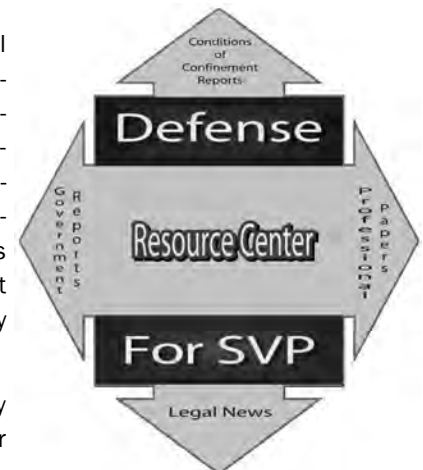 Conditions
of
Confinement
Reports
Defense
Government
Reports
Resource Center
Professional
Papers
For SVP
Legal News